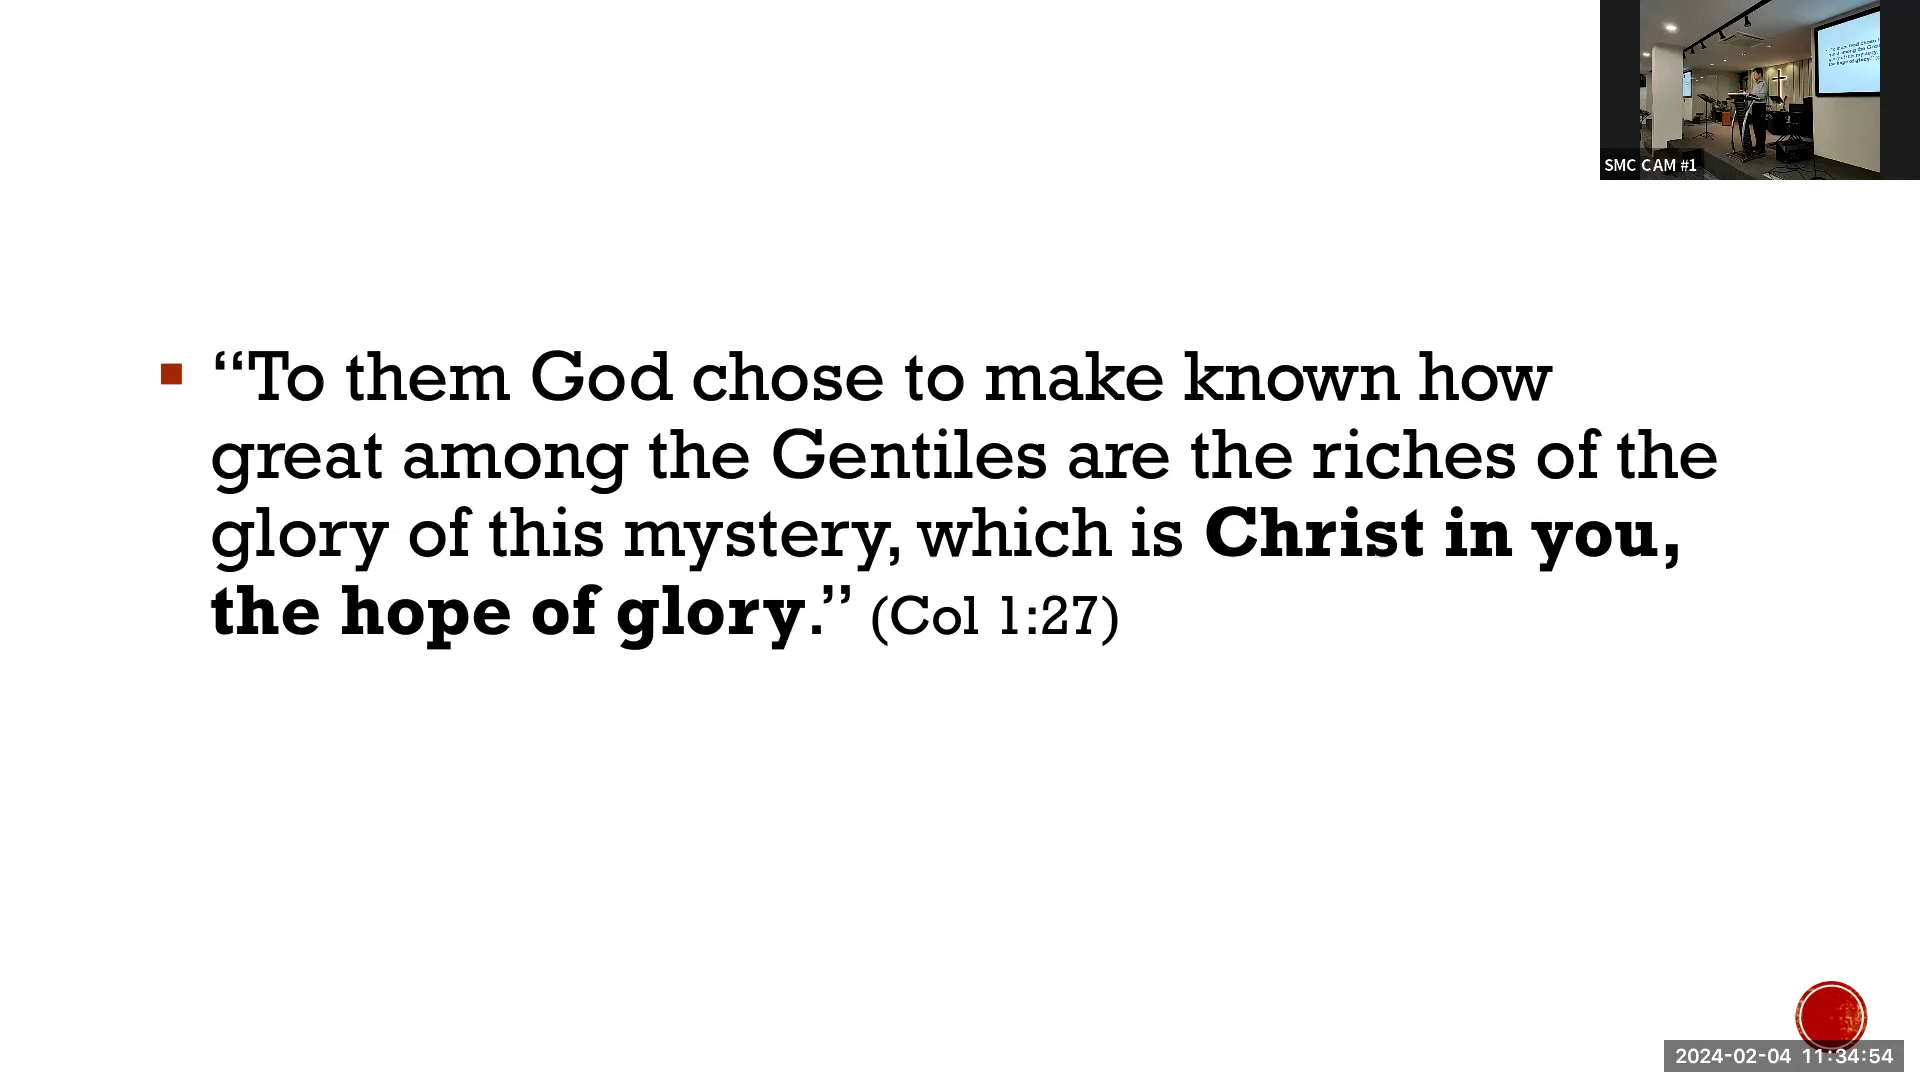 SMC CAM #1
“To them God chose to make known how
great among the Gentiles are the riches of the
glory of this mystery, which is Christ in you,
the hope of glory.” (Col 1:27)
2024-02-04 11:34:54